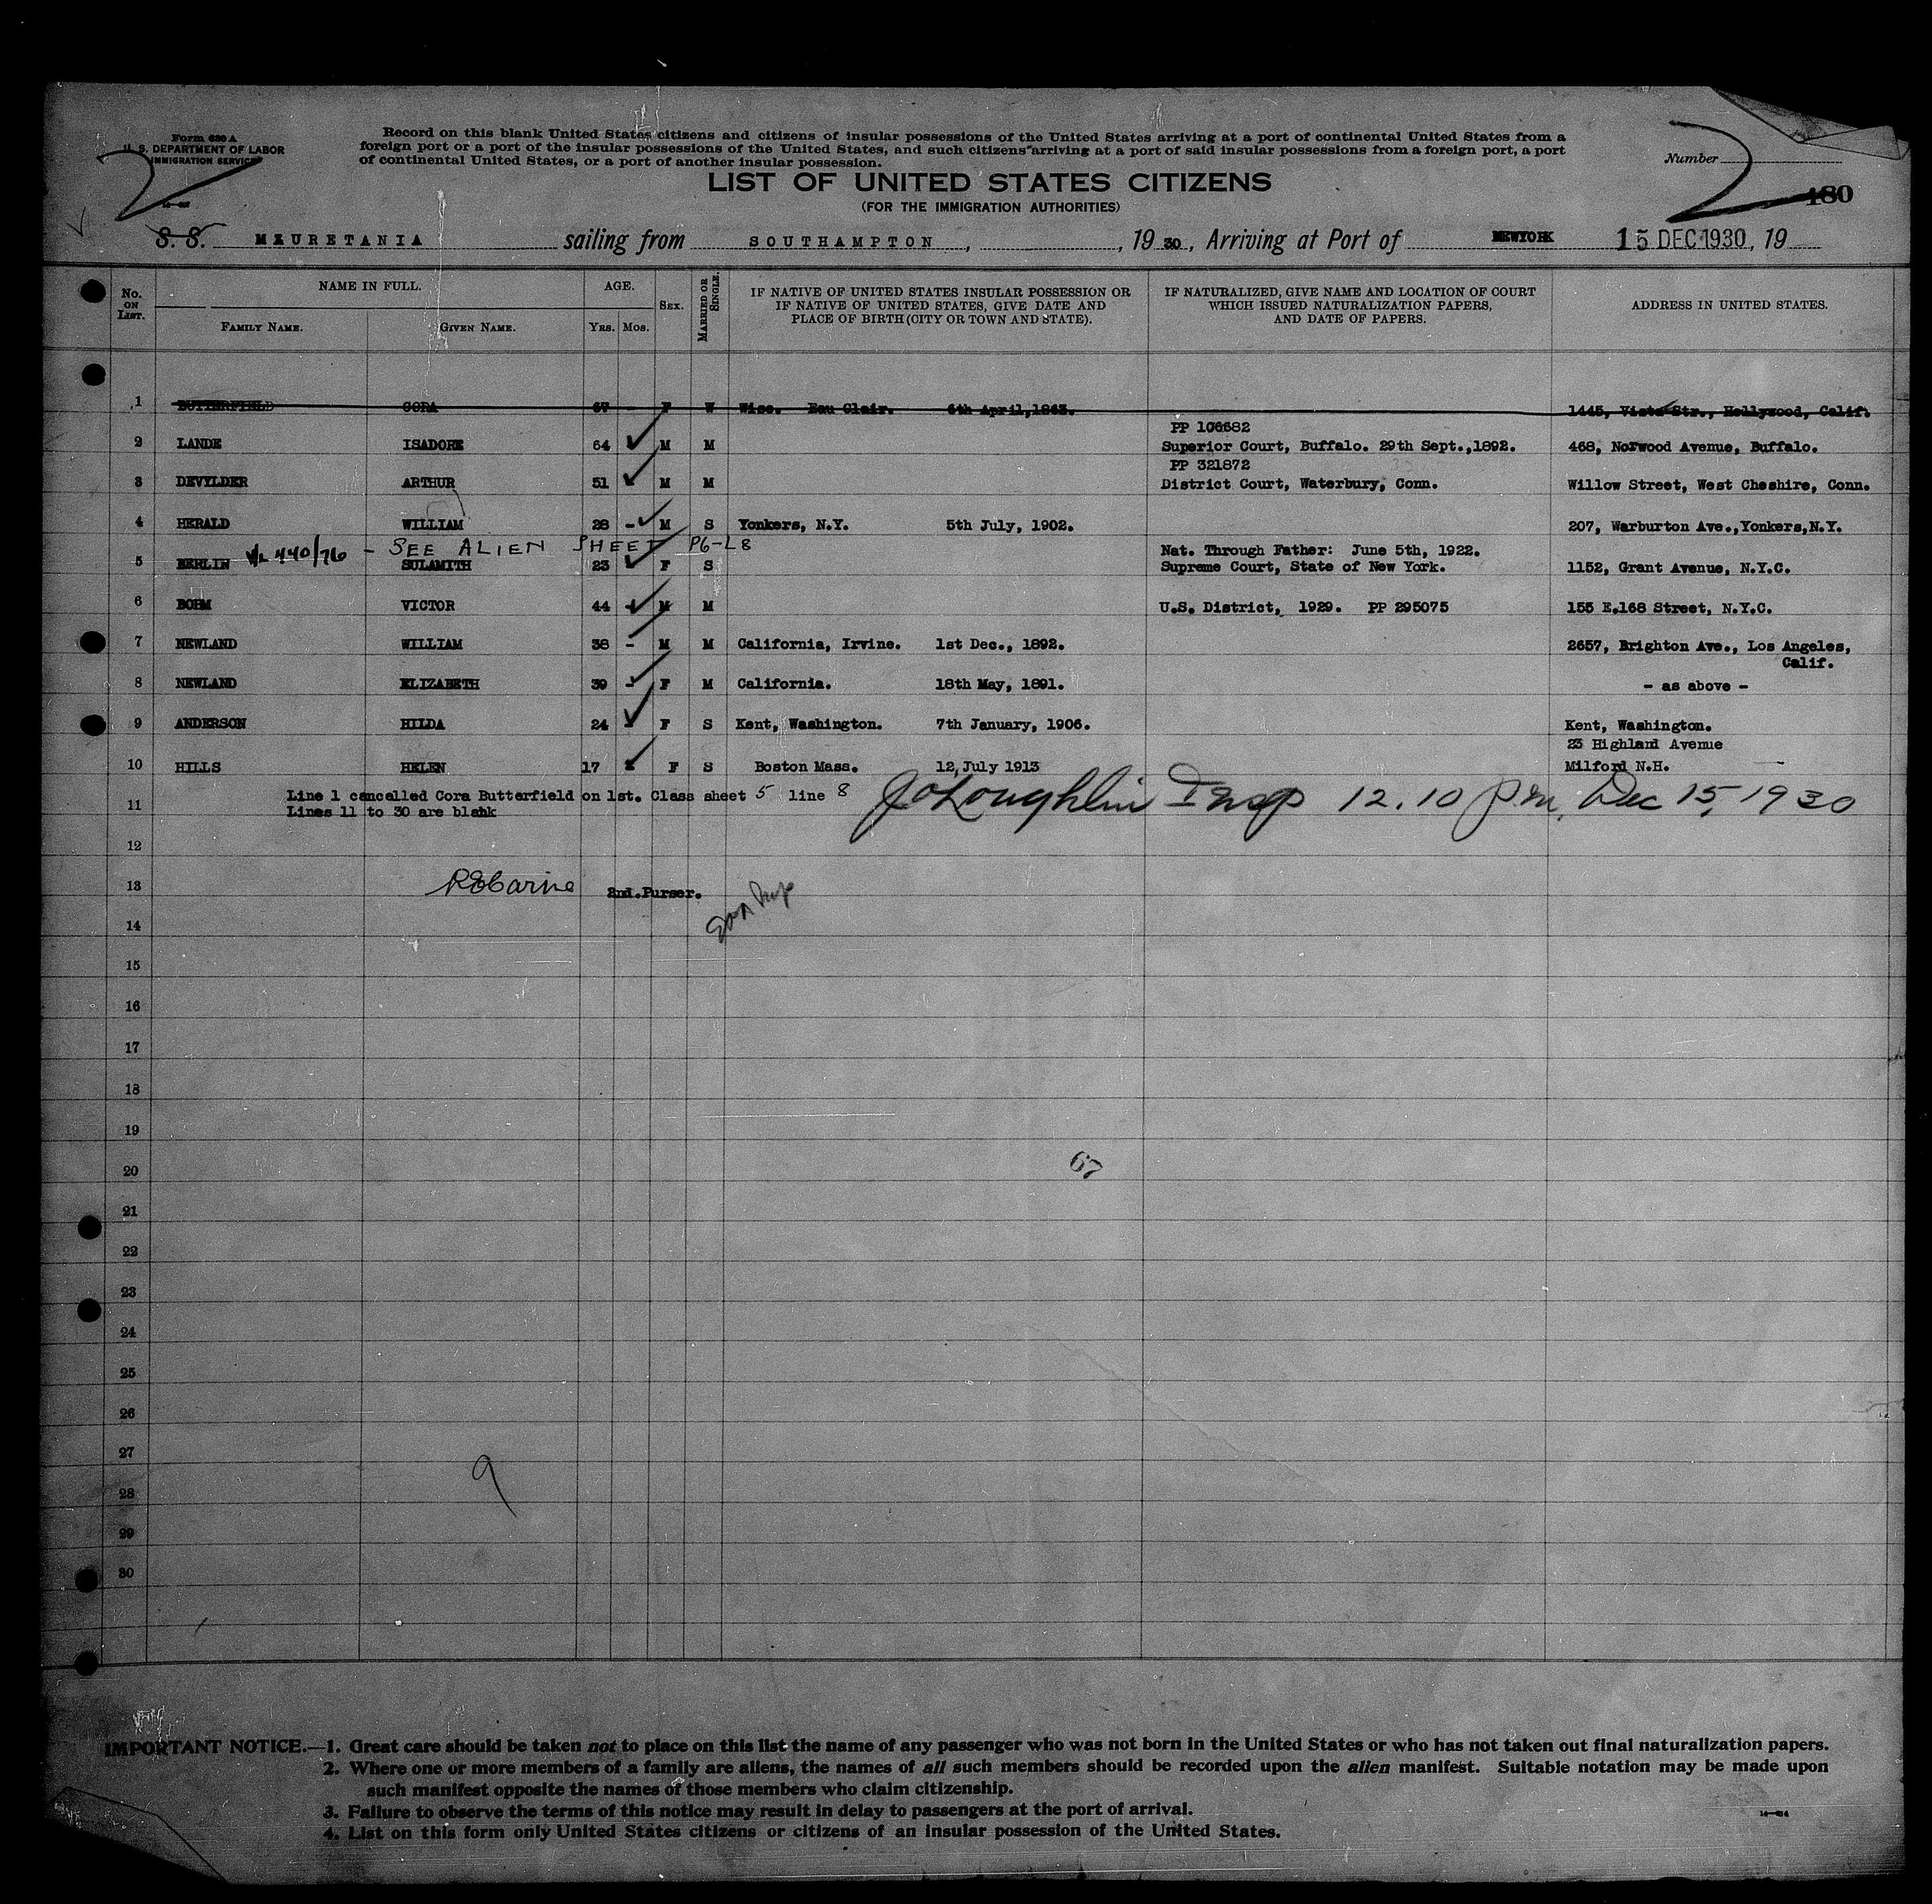 Form 630 A
U. S. DEPARTMENT OF LABOR
IMMIGRATION SERVICE
Record on this blank United States citizens and citizens of insular possessions of the United States arriving at a port of continental United States from a
foreign port or a port of the insular possessions of the United States, and such citizens arriving at a port of said insular possessions from a foreign port, a port
of continental United States, or a port of another insular possession.
Number
2
2
180
LIST OF UNITED STATES CITIZENS
(FOR THE IMMIGRATION AUTHORITIES)
S. S. MAURETANIA sailing from SOUTHAMPTON, , 19 30, Arriving at Port of NEWYORK 15 DEC 1930, 19
No. ON LIST. NAME IN FULL. AGE. SEX. MARRIED OR SINGLE. IF NATIVE OF UNITED STATES INSULAR POSSESSION OR IF NATIVE OF UNITED STATES, GIVE DATE AND PLACE OF BIRTH (CITY OR TOWN AND STATE). IF NATURALIZED, GIVE NAME AND LOCATION OF COURT WHICH ISSUED NATURALIZATION PAPERS, AND DATE OF PAPERS. ADDRESS IN UNITED STATES.
FAMILY NAME. GIVEN NAME. YRS. MOS.
1 BUTTERFIELD CORA 67 - F W Wisc. Eau Clair. 6th April,1863. 1445, Vista Str., Hollywood, Calif.
PP 106682
2 LANDE ISADORE 64 M M Superior Court, Buffalo. 29th Sept.,1892. 468, Norwood Avenue, Buffalo.
PP 321872
3 DEVYLDER ARTHUR 51 M M District Court, Waterbury, Conn. Willow Street, West Cheshire, Conn.
4 HERALD WILLIAM 28 - M S Yonkers, N.Y. 5th July, 1902. 207, Warburton Ave.,Yonkers,N.Y.
V/L 440/76 - SEE ALIEN SHEET P6-L8 Nat. Through Father: June 5th, 1922.
5 BERLIN SULAMITH 23 F S Supreme Court, State of New York. 1152, Grant Avenue, N.Y.C.
6 BOHM VICTOR 44 - M M U.S. District, 1929. PP 295075 155 E.168 Street, N.Y.C.
7 NEWLAND WILLIAM 38 - M M California, Irvine. 1st Dec., 1892. 2657, Brighton Ave., Los Angeles,
Calif.
8 NEWLAND ELIZABETH 39 - F M California. 18th May, 1891. - as above -
9 ANDERSON HILDA 24 - F S Kent, Washington. 7th January, 1906. Kent, Washington.
23 Highland Avenue
10 HILLS HELEN 17 F S Boston Mass. 12, July 1913 Milford N.H.
Line 1 cancelled Cora Butterfield on 1st. Class sheet 5 line 8
11 Lines 11 to 30 are blank
J O'Loughlin Insp 12.10 pm, Dec 15, 1930
12
13 2nd.Purser.
14
15
16
17
18
19
20
67
21
22
23
24
25
26
27
9
28
29
30
IMPORTANT NOTICE.—1. Great care should be taken not to place on this list the name of any passenger who was not born in the United States or who has not taken out final naturalization papers.
2. Where one or more members of a family are aliens, the names of all such members should be recorded upon the alien manifest. Suitable notation may be made upon
such manifest opposite the names of those members who claim citizenship.
3. Failure to observe the terms of this notice may result in delay to passengers at the port of arrival.
4. List on this form only United States citizens or citizens of an insular possession of the United States.